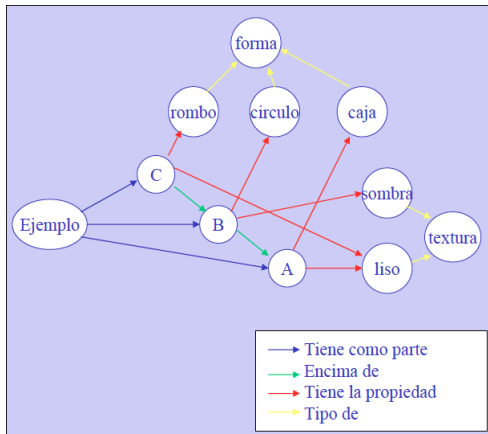 forma
rombo
circulo
caja
C
sombra
Ejemplo
B
textura
A
liso
Tiene como parte
Encima de
Tiene la propiedad
Tipo de